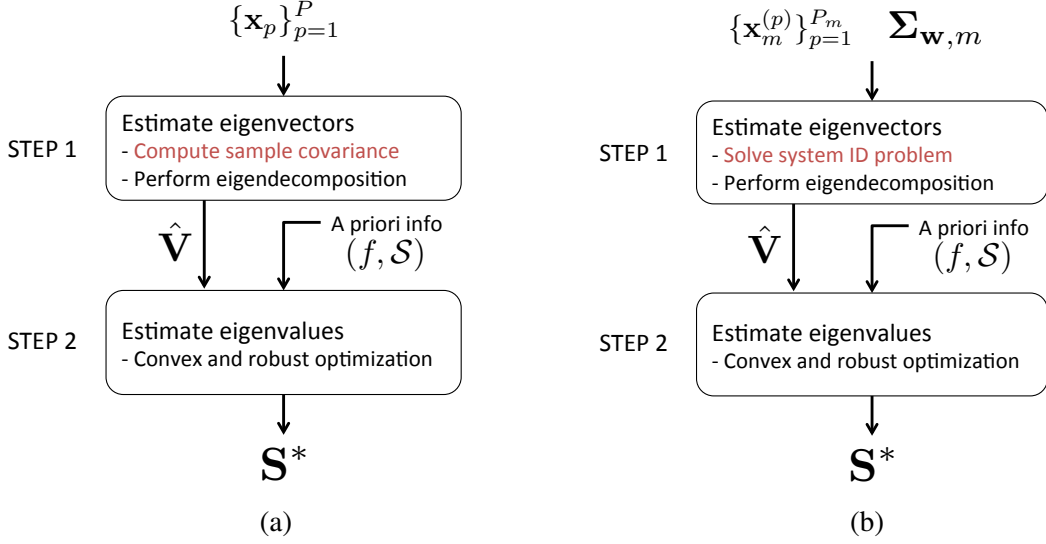 {x_p}_{p=1}^P
STEP 1
Estimate eigenvectors
- Compute sample covariance
- Perform eigendecomposition
V̂
A priori info
(f, 𝒮)
STEP 2
Estimate eigenvalues
- Convex and robust optimization
S*
(a)
{x_m^{(p)}}_{p=1}^{P_m} Σ_{w,m}
STEP 1
Estimate eigenvectors
- Solve system ID problem
- Perform eigendecomposition
V̂
A priori info
(f, 𝒮)
STEP 2
Estimate eigenvalues
- Convex and robust optimization
S*
(b)